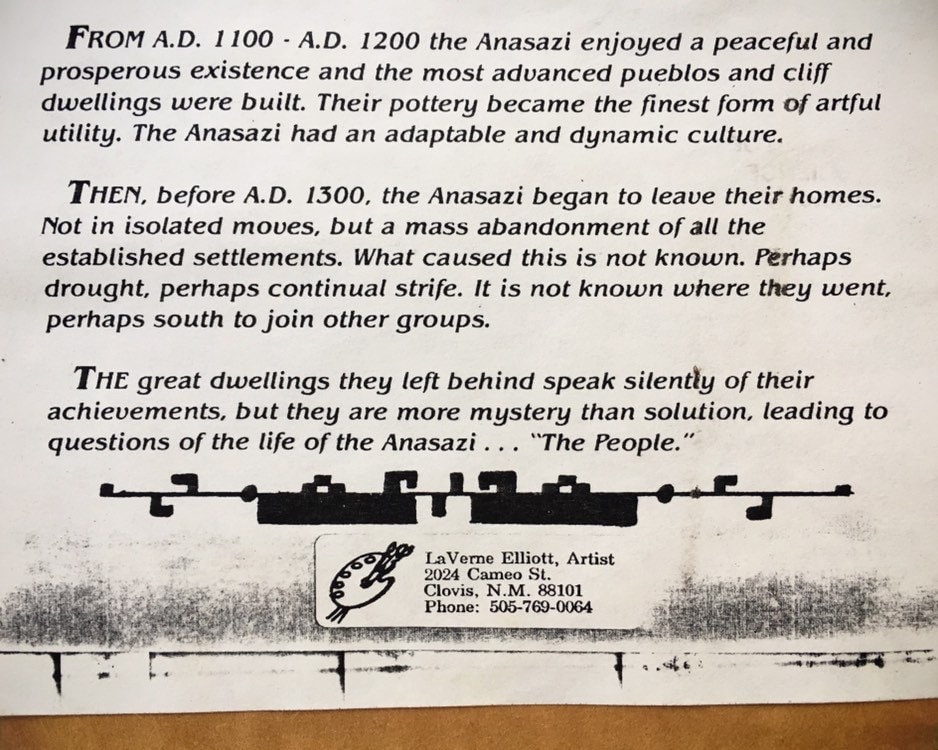 FROM A.D. 1100 - A.D. 1200 the Anasazi enjoyed a peaceful and
prosperous existence and the most advanced pueblos and cliff
dwellings were built. Their pottery became the finest form of artful
utility. The Anasazi had an adaptable and dynamic culture.
THEN, before A.D. 1300, the Anasazi began to leave their homes.
Not in isolated moves, but a mass abandonment of all the
established settlements. What caused this is not known. Perhaps
drought, perhaps continual strife. It is not known where they went,
perhaps south to join other groups.
THE great dwellings they left behind speak silently of their
achievements, but they are more mystery than solution, leading to
questions of the life of the Anasazi . . . "The People."
LaVerne Elliott, Artist
2024 Cameo St.
Clovis, N.M. 88101
Phone: 505-769-0064